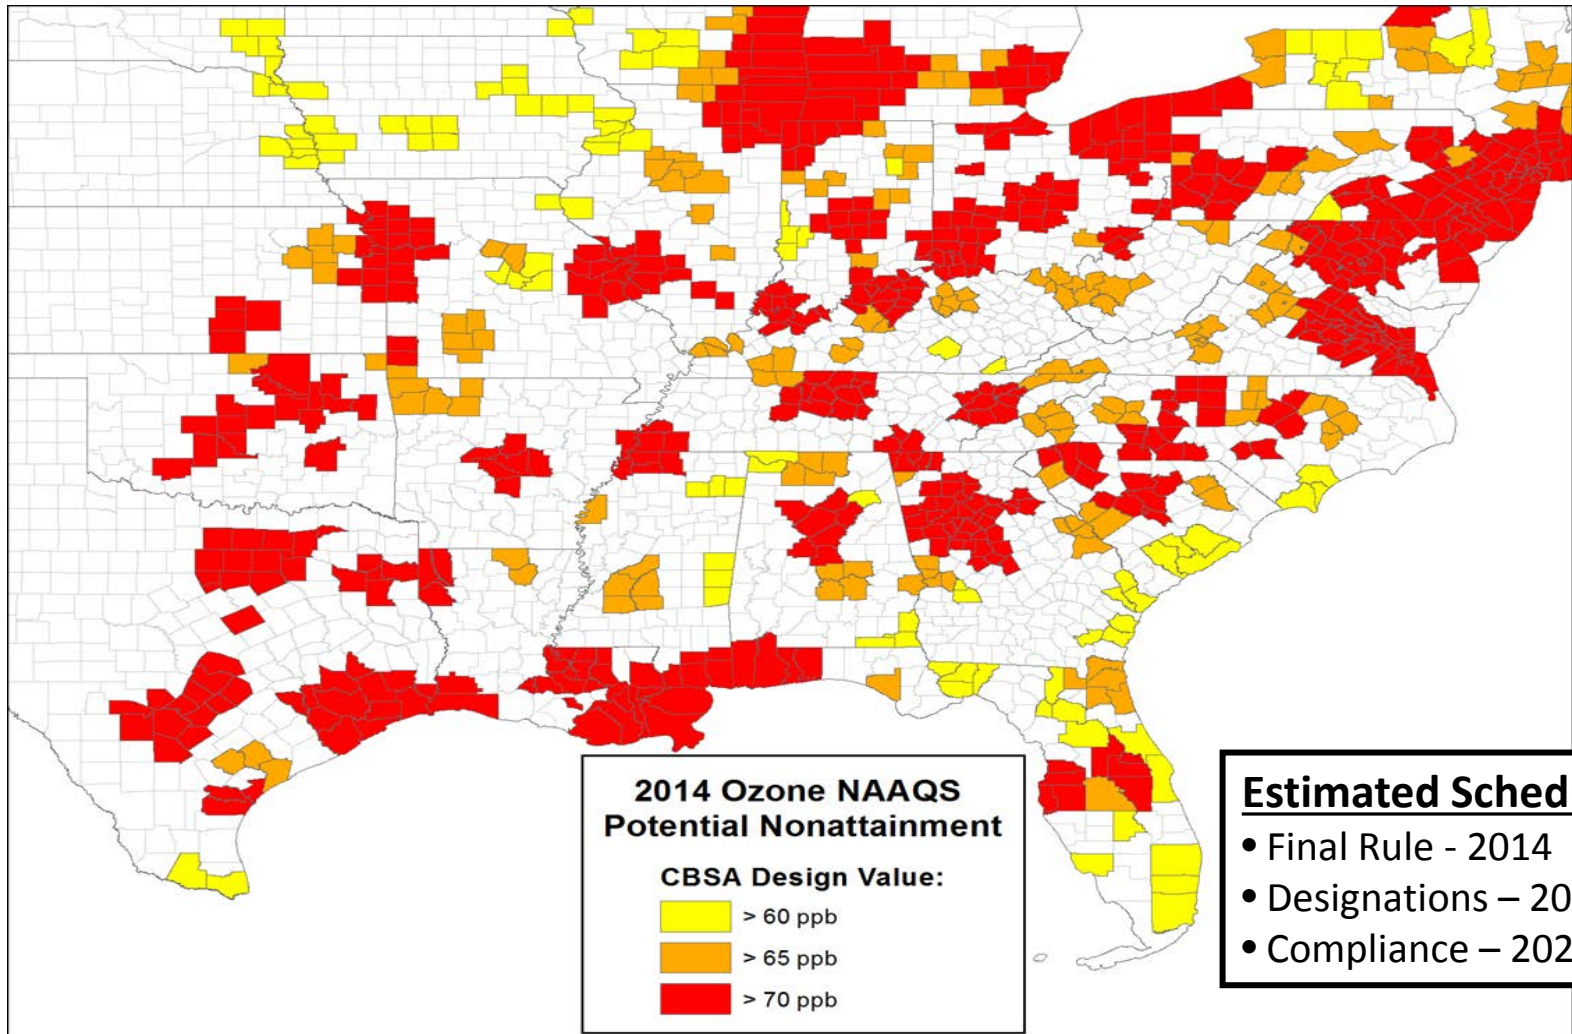 2014 Ozone NAAQS
Potential Nonattainment
CBSA Design Value:
> 60 ppb
> 65 ppb
> 70 ppb
Estimated Sched
• Final Rule - 2014
• Designations – 20
• Compliance – 202